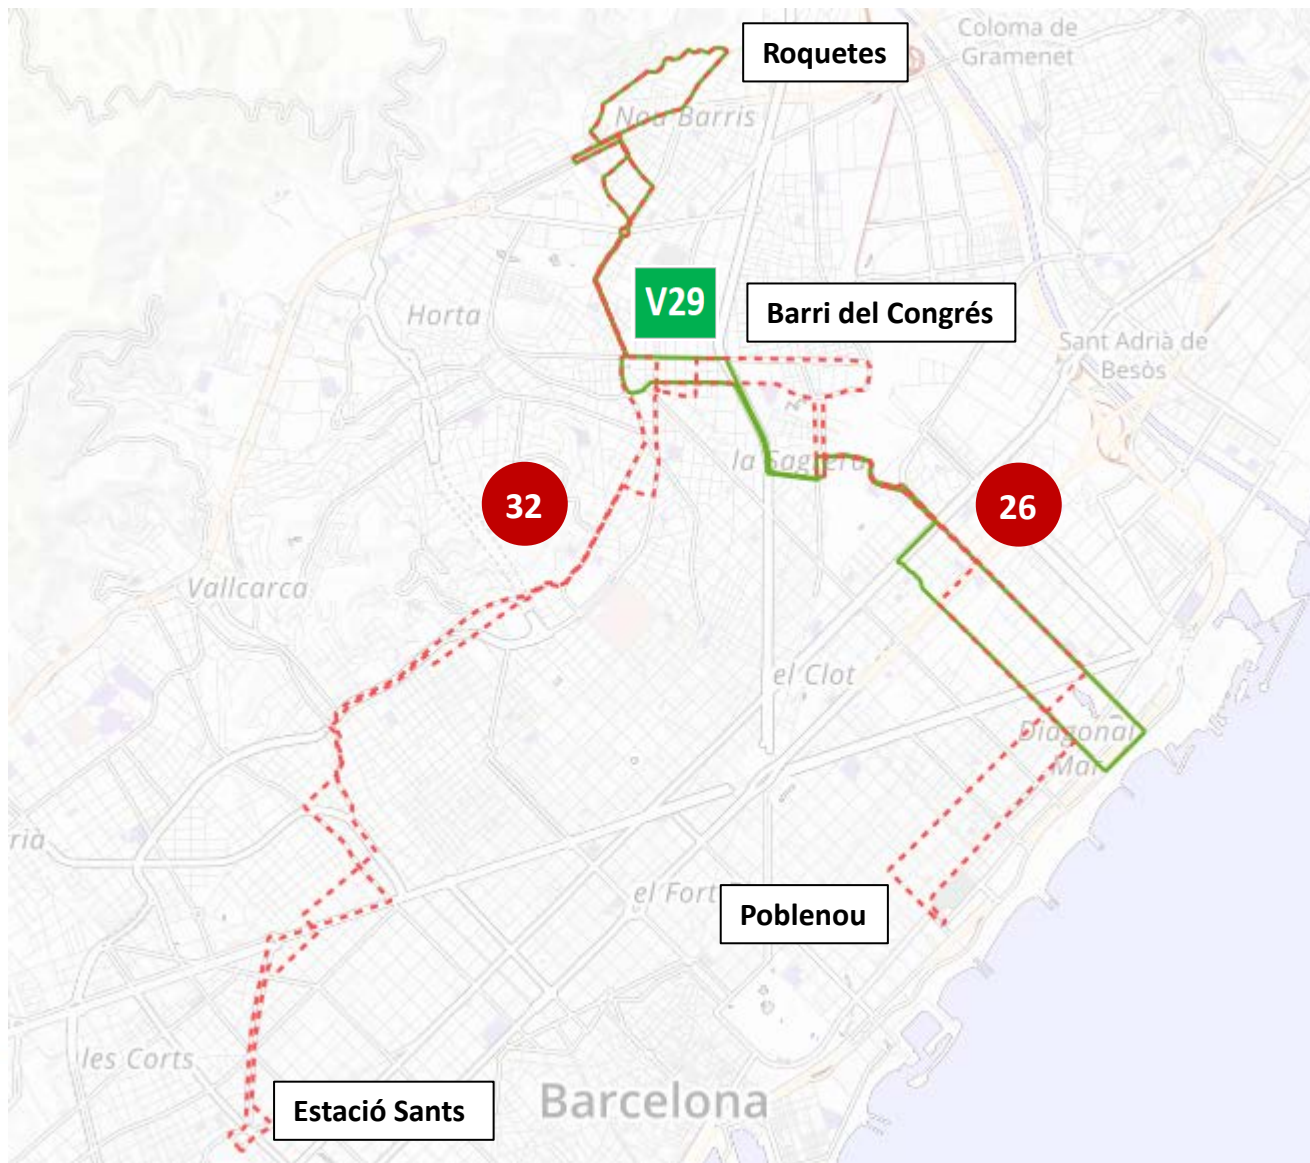 Roquetes
Coloma de
Gramenet
Nou Barris
V29
Barri del Congrés
Horta
Sant Adrià de
Besòs
la Sagrera
32
26
Vallcarca
el Clot
Diagonal
Mar
rià
el Fort
Poblenou
les Corts
Estació Sants
Barcelona